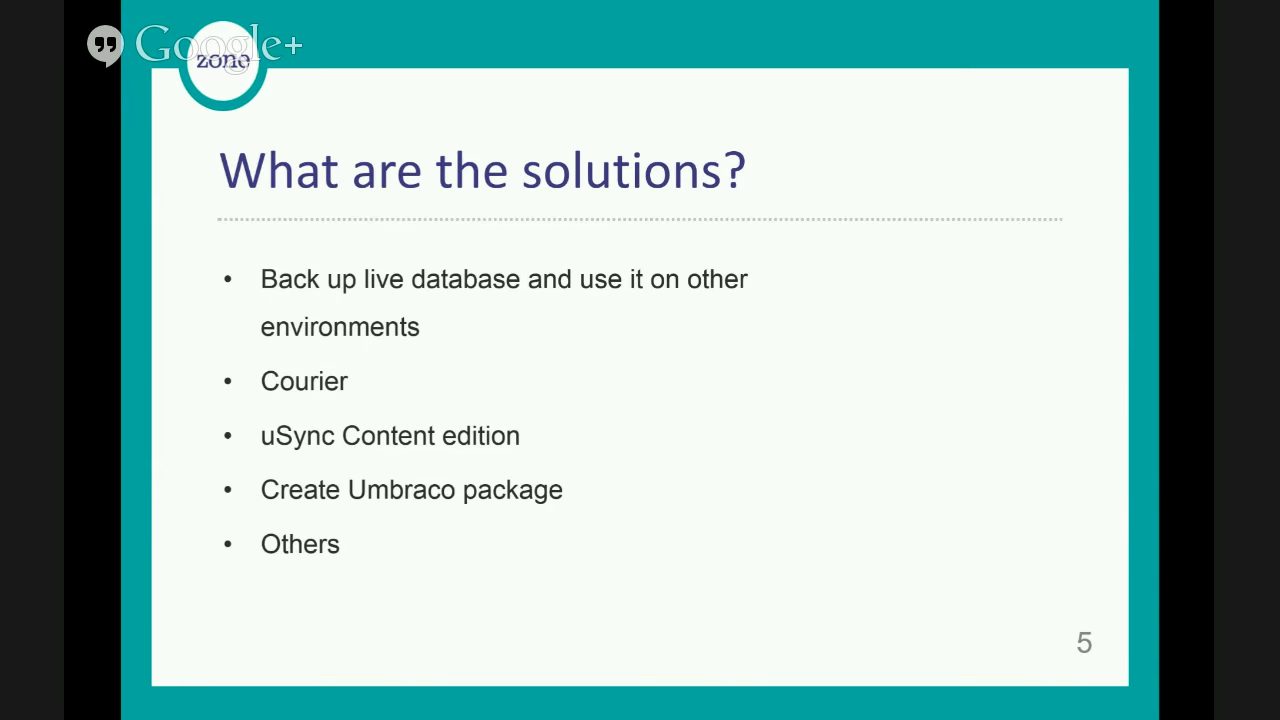 Google+
zone
What are the solutions?
• Back up live database and use it on other
environments
• Courier
• uSync Content edition
• Create Umbraco package
• Others
5